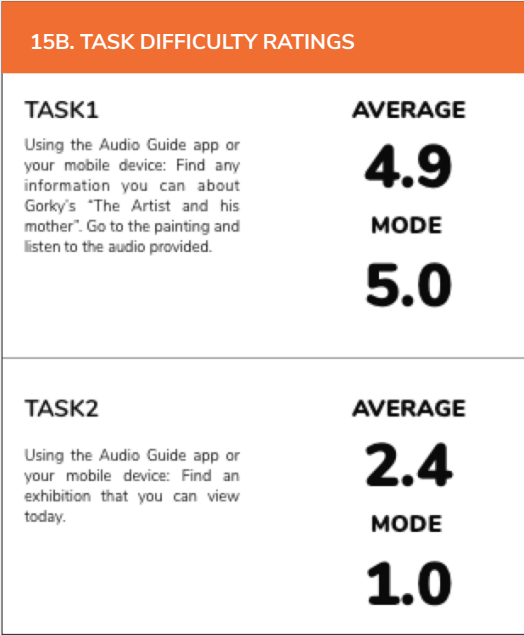 15B. TASK DIFFICULTY RATINGS
TASK1
Using the Audio Guide app or
your mobile device: Find any
information you can about
Gorky's “The Artist and his
mother”. Go to the painting and
listen to the audio provided.
AVERAGE
4.9
MODE
5.0
TASK2
Using the Audio Guide app or
your mobile device: Find an
exhibition that you can view
today.
AVERAGE
2.4
MODE
1.0